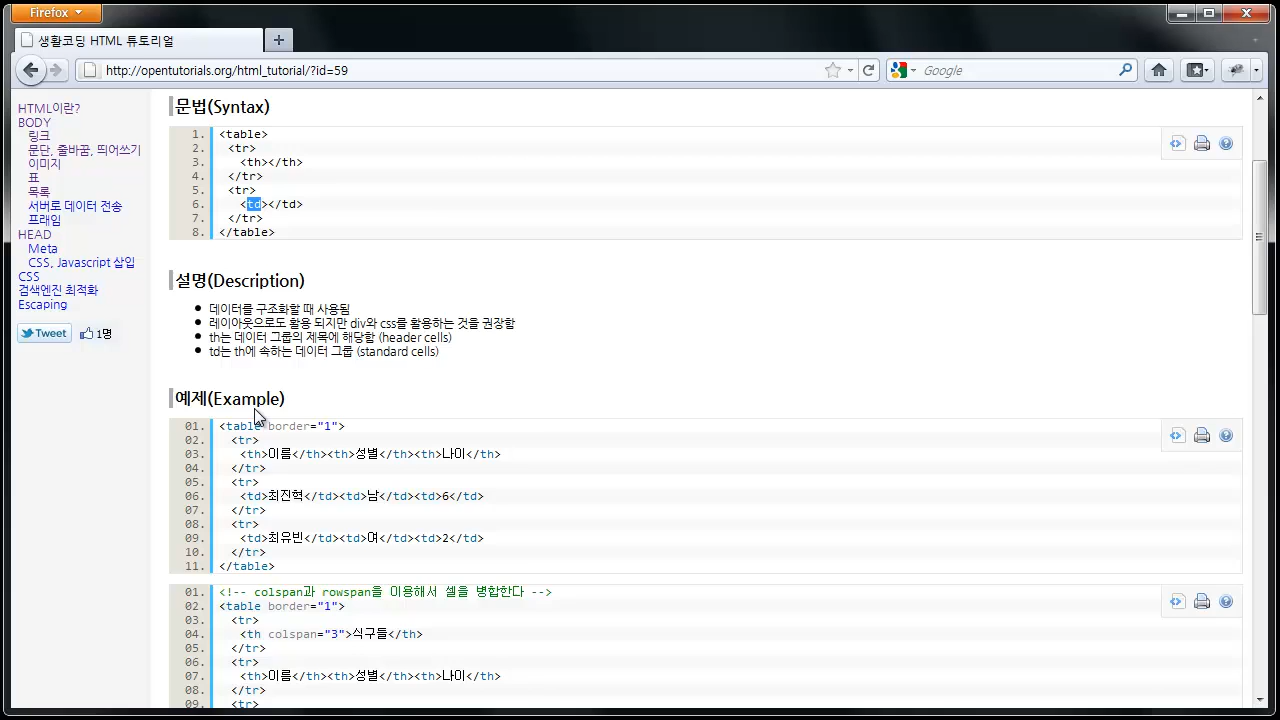 Firefox
생활코딩 HTML 튜토리얼
http://opentutorials.org/html_tutorial/?id=59
Google
HTML이란?
BODY
링크
문단, 줄바꿈, 띄어쓰기
이미지
표
목록
서버로 데이터 전송
프래임
HEAD
Meta
CSS, Javascript 삽입
CSS
검색엔진 최적화
Escaping
Tweet
1명
문법(Syntax)
1. <table>
2. <tr>
3. <th></th>
4. </tr>
5. <tr>
6. <td></td>
7. </tr>
8. </table>
설명(Description)
데이터를 구조화할 때 사용됨
레이아웃으로도 활용 되지만 div와 css를 활용하는 것을 권장함
th는 데이터 그룹의 제목에 해당함 (header cells)
td는 th에 속하는 데이터 그룹 (standard cells)
예제(Example)
01. <table border="1">
02. <tr>
03. <th>이름</th><th>성별</th><th>나이</th>
04. </tr>
05. <tr>
06. <td>최진혁</td><td>남</td><td>6</td>
07. </tr>
08. <tr>
09. <td>최유빈</td><td>여</td><td>2</td>
10. </tr>
11. </table>
01. <!-- colspan과 rowspan을 이용해서 셀을 병합한다 -->
02. <table border="1">
03. <tr>
04. <th colspan="3">식구들</th>
05. </tr>
06. <tr>
07. <th>이름</th><th>성별</th><th>나이</th>
08. </tr>
09. <tr>